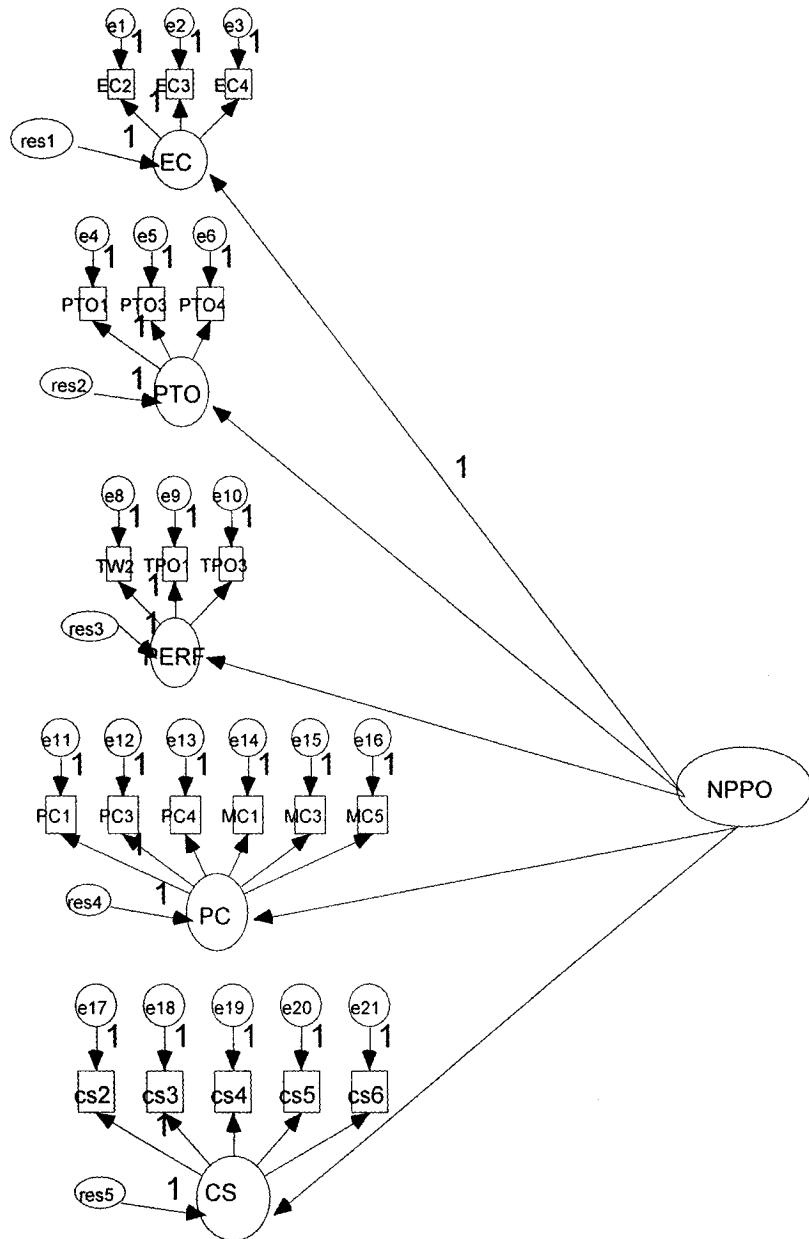 e1 e2 e3
1 1 1
EC2 EC3 EC4
1
1
res1 EC
e4 e5 e6
1 1 1
PTO1 PTO3 PTO4
1
1
res2 PTO
1
e8 e9 e10
1 1 1
TW2 TPO1 TPO3
1
1
res3 PERF
e11 e12 e13 e14 e15 e16
1 1 1 1 1 1
PC1 PC3 PC4 MC1 MC3 MC5
NPPO
1
1
res4 PC
e17 e18 e19 e20 e21
1 1 1 1 1
cs2 cs3 cs4 cs5 cs6
1
1
res5 CS